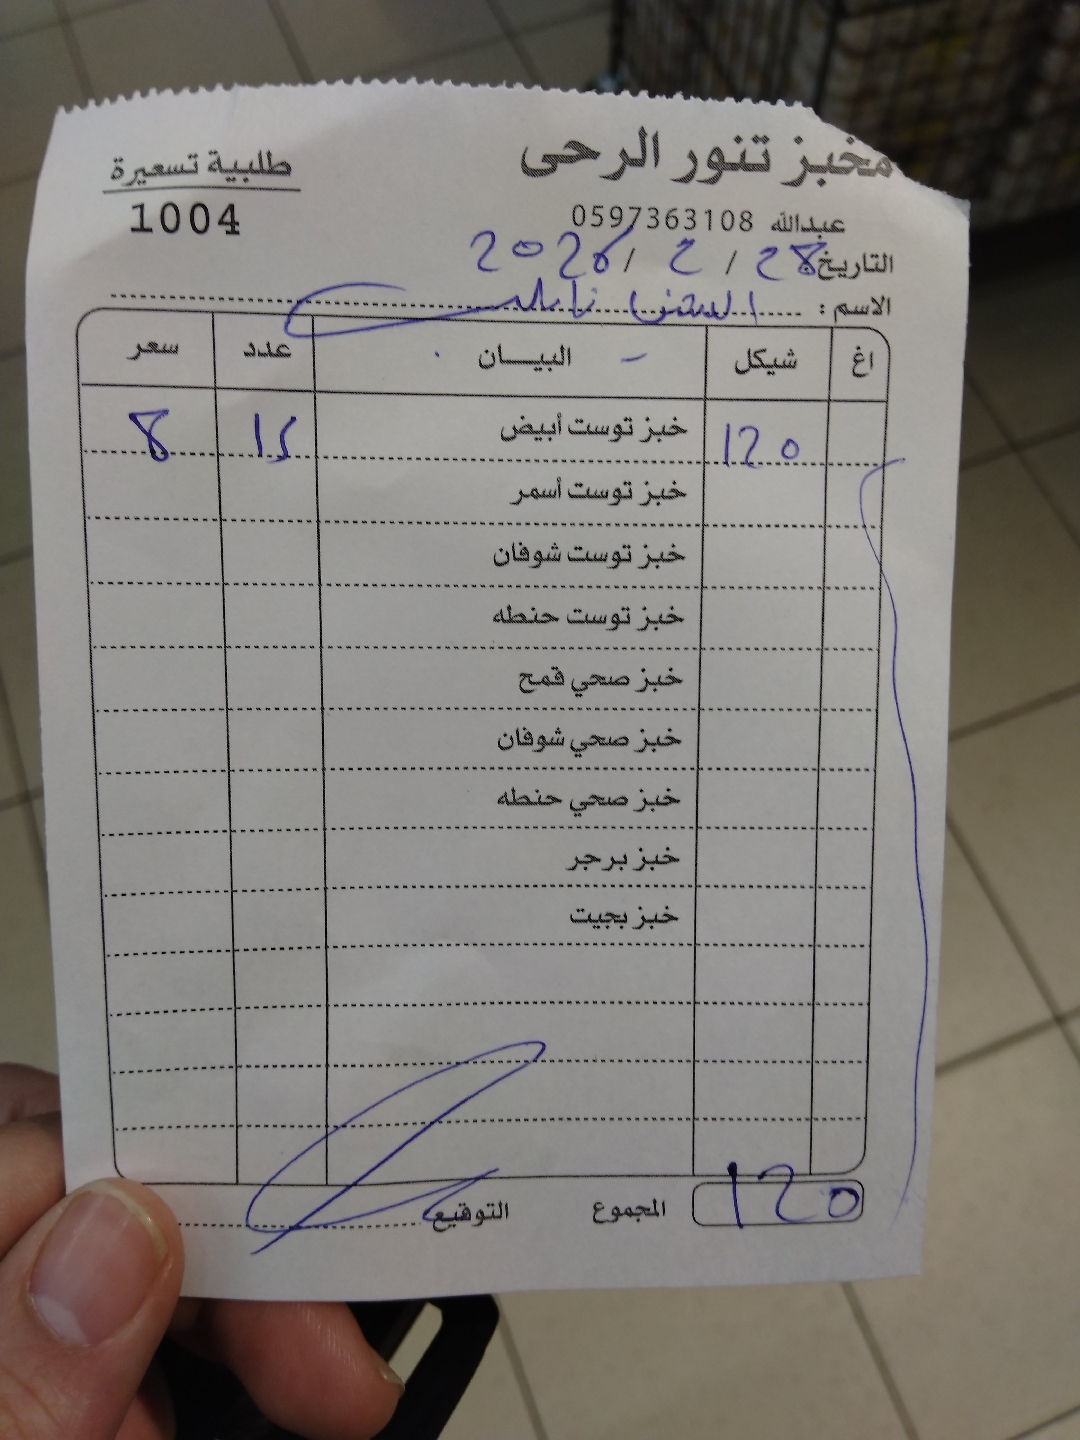 مخبز تنور الرحى
طلبية تسعيرة
1004
عبدالله 0597363108
التاريخ 28 / 2 / 2026
الاسم : نابلس
اغ شيكل البيـــان عدد سعر
120 خبز توست أبيض 15 8
خبز توست أسمر
خبز توست شوفان
خبز توست حنطه
خبز صحي قمح
خبز صحي شوفان
خبز صحي حنطه
خبز برجر
خبز بجيت
120 المجموع التوقيع